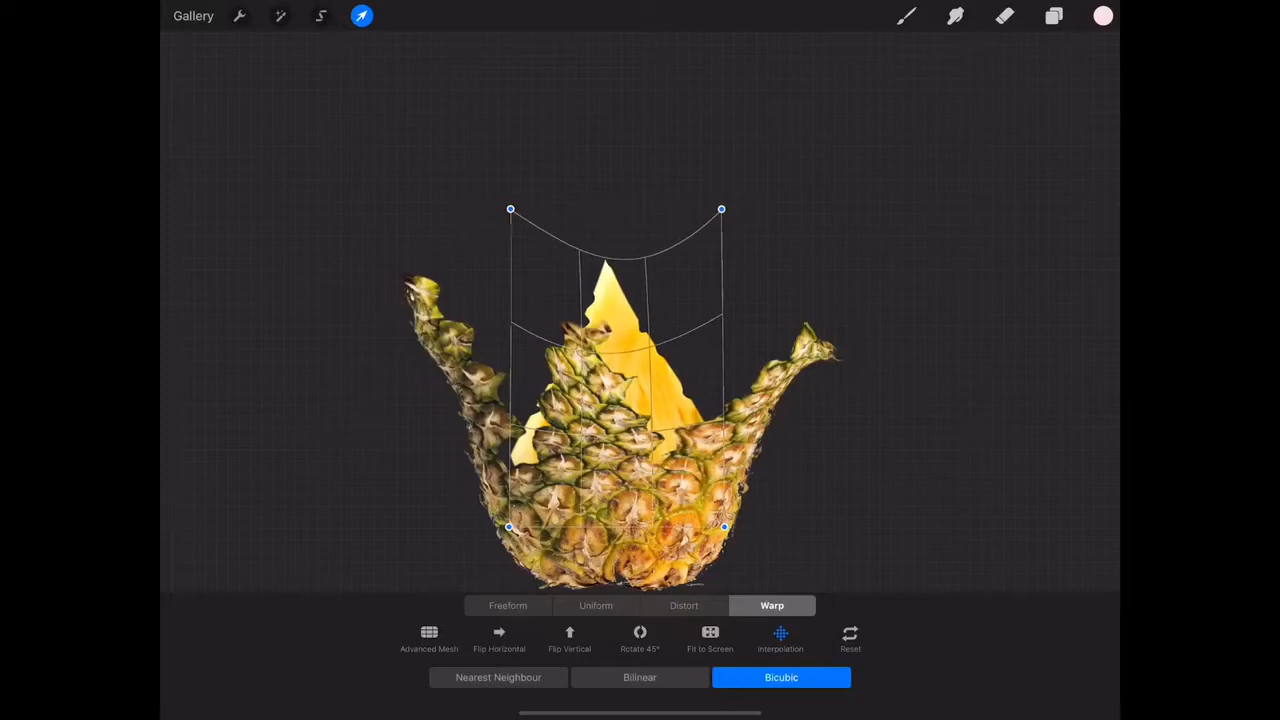 Gallery
Freeform Uniform Distort Warp
Advanced Mesh Flip Horizontal Flip Vertical Rotate 45° Fit to Screen Interpolation Reset
Nearest Neighbour Bilinear Bicubic